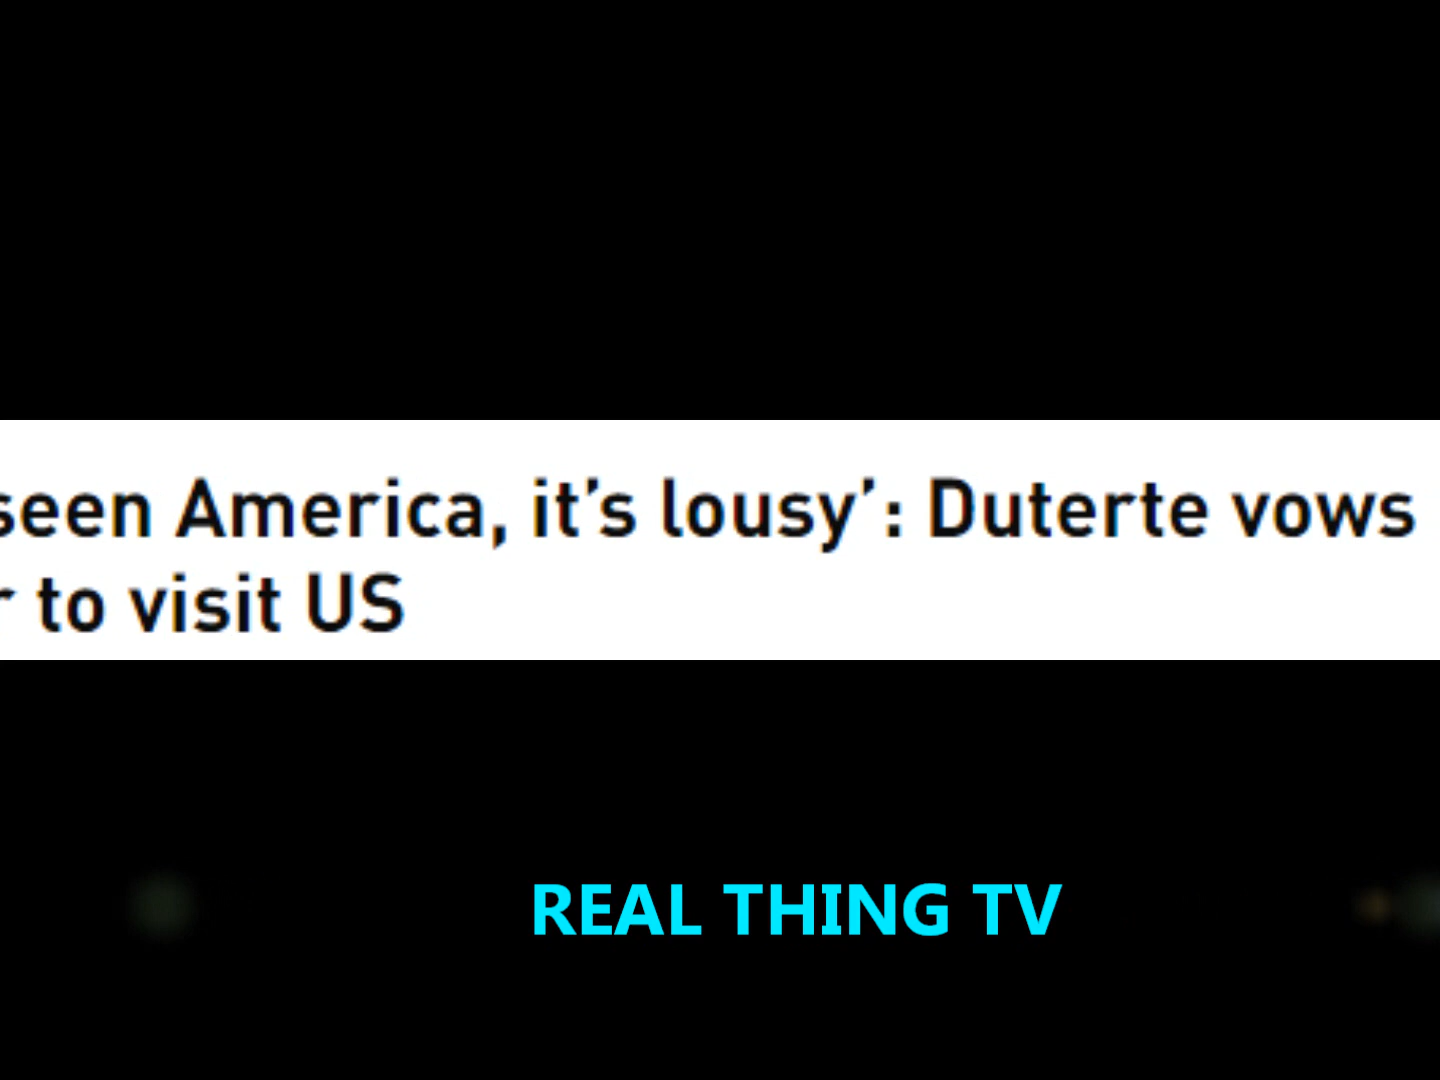 seen America, it’s lousy’: Duterte vows
to visit US
REAL THING TV